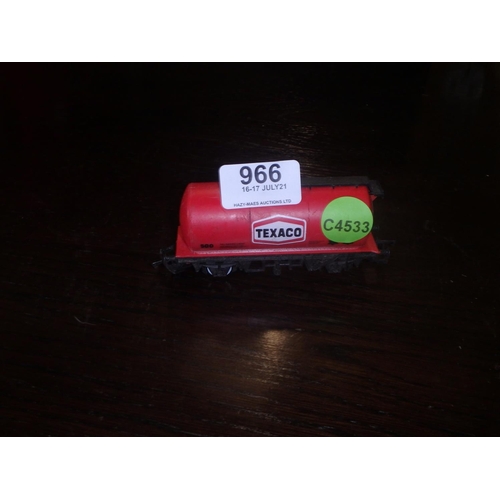 966
16-17 JULY21
HAZY-MAES AUCTIONS LTD
TEXACO
C4533